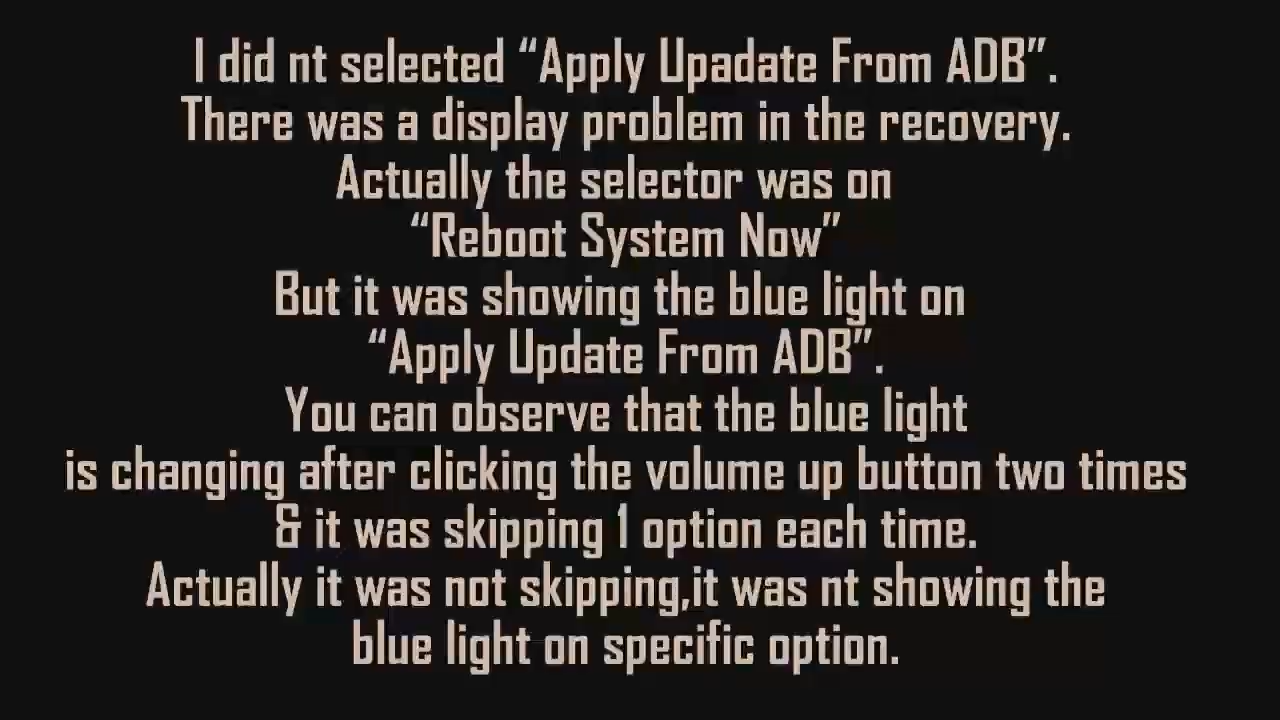 I did nt selected “Apply Upadate From ADB”.
There was a display problem in the recovery.
Actually the selector was on
“Reboot System Now”
But it was showing the blue light on
“Apply Update From ADB”.
You can observe that the blue light
is changing after clicking the volume up button two times
& it was skipping 1 option each time.
Actually it was not skipping,it was nt showing the
blue light on specific option.